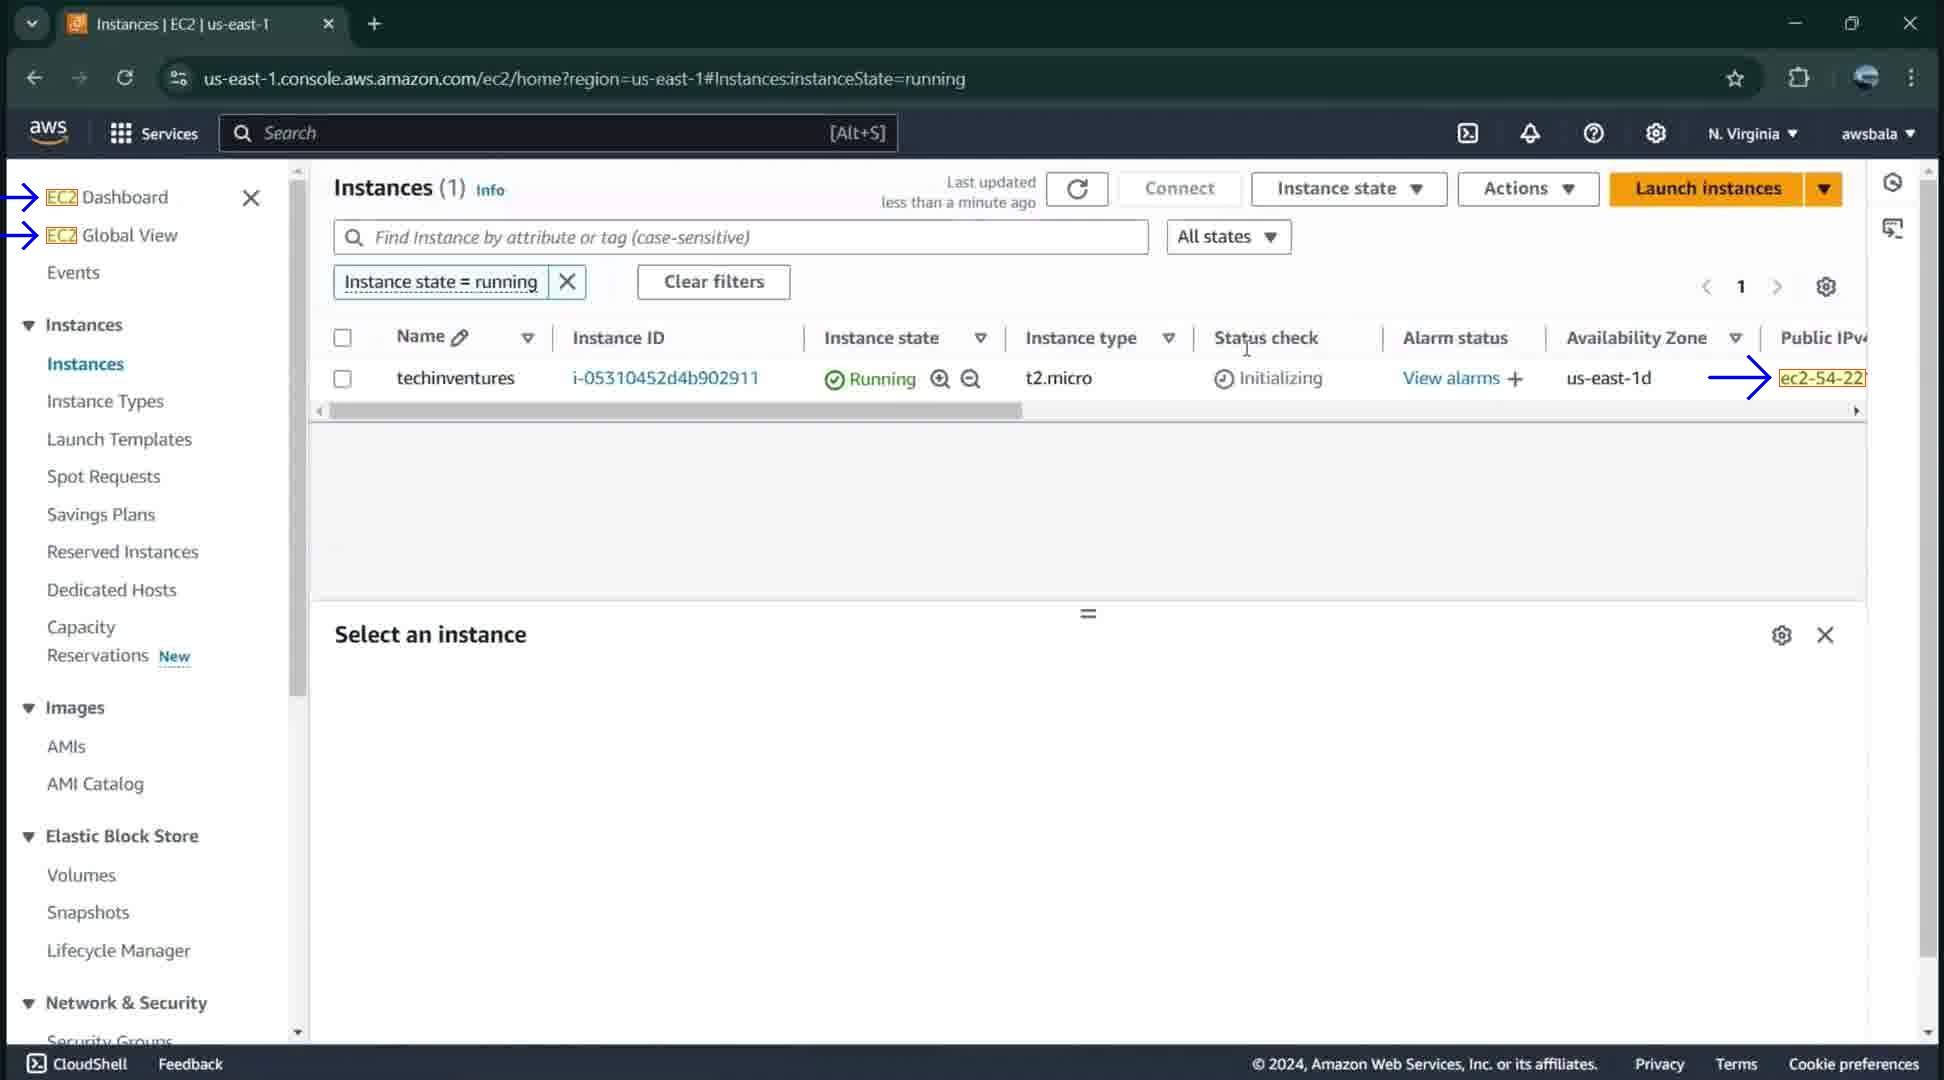 Instances | EC2 | us-east-1
us-east-1.console.aws.amazon.com/ec2/home?region=us-east-1#Instances:instanceState=running
aws Services Search [Alt+S] N. Virginia awsbala
EC2 Dashboard
EC2 Global View
Events
Instances
Instances
Instance Types
Launch Templates
Spot Requests
Savings Plans
Reserved Instances
Dedicated Hosts
Capacity
Reservations New
Images
AMIs
AMI Catalog
Elastic Block Store
Volumes
Snapshots
Lifecycle Manager
Network & Security
Security Groups
Instances (1) Info
Last updated
less than a minute ago
Connect Instance state Actions Launch instances
Find Instance by attribute or tag (case-sensitive) All states
Instance state = running Clear filters 1
Name Instance ID Instance state Instance type Status check Alarm status Availability Zone Public IPv4
techinventures i-05310452d4b902911 Running t2.micro Initializing View alarms + us-east-1d ec2-54-22
Select an instance
CloudShell Feedback © 2024, Amazon Web Services, Inc. or its affiliates. Privacy Terms Cookie preferences